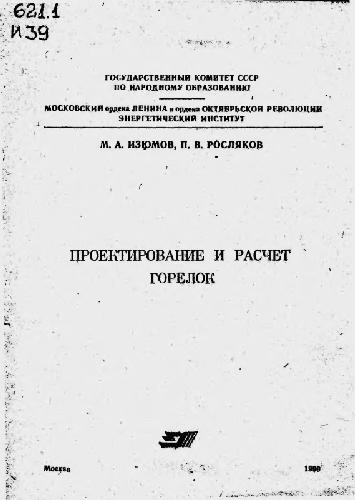 621.1
И 39
ГОСУДАРСТВЕННЫЙ КОМИТЕТ СССР
ПО НАРОДНОМУ ОБРАЗОВАНИЮ
МОСКОВСКИЙ ордена ЛЕНИНА и ордена ОКТЯБРЬСКОЙ РЕВОЛЮЦИИ
ЭНЕРГЕТИЧЕСКИЙ ИНСТИТУТ
М. А. ИЗЮМОВ, П. В. РОСЛЯКОВ
ПРОЕКТИРОВАНИЕ И РАСЧЕТ
ГОРЕЛОК
Москва